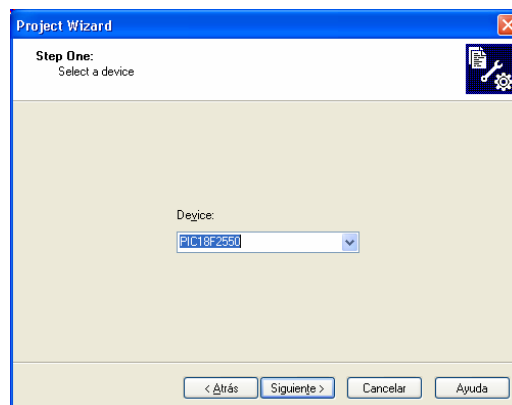 Project Wizard
Step One:
Select a device
Device:
PIC18F2550
< Atrás
Siguiente >
Cancelar
Ayuda